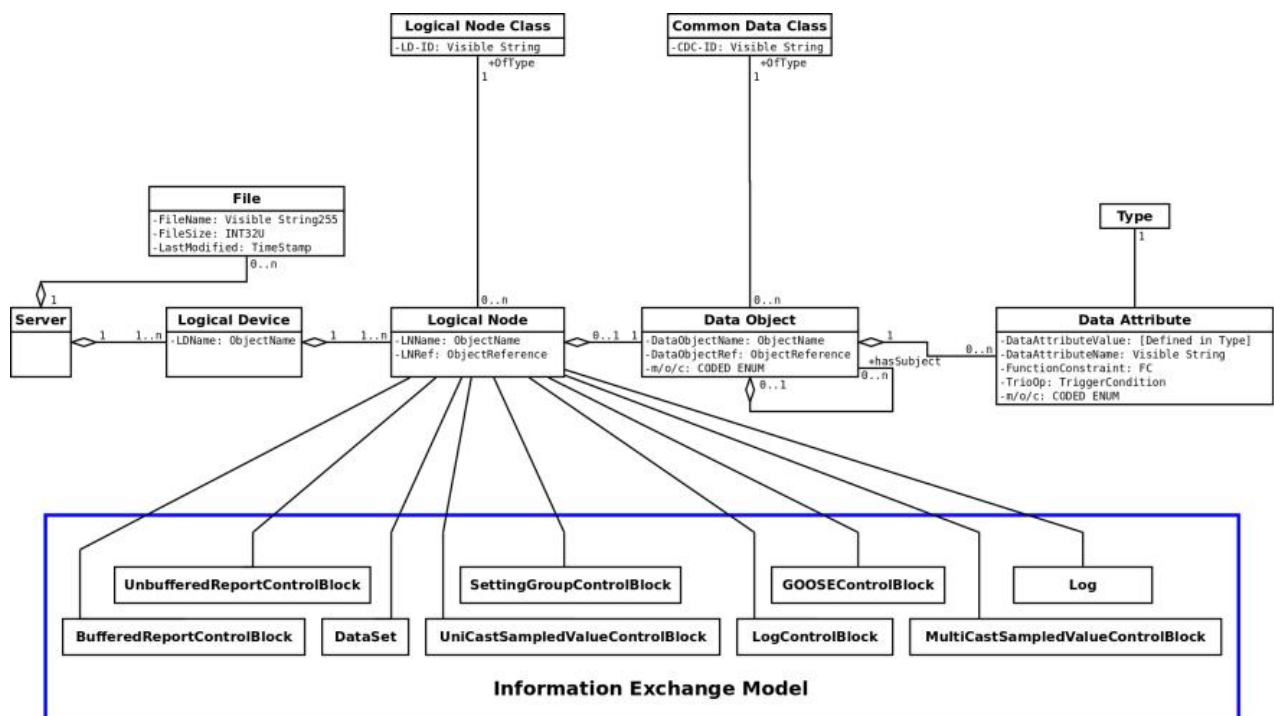 Logical Node Class
-LD-ID: Visible String
+OfType
1
Common Data Class
-CDC-ID: Visible String
+OfType
1
File
-FileName: Visible String255
-FileSize: INT32U
-LastModified: TimeStamp
0..n
Type
1
Server
1
1
1..n
Logical Device
-LDName: ObjectName
1
1..n
0..n
Logical Node
-LNName: ObjectName
-LNRef: ObjectReference
0..1
1
0..n
Data Object
-DataObjectName: ObjectName
-DataObjectRef: ObjectReference
-m/o/c: CODED ENUM
1
0..n
+hasSubject
0..n
0..1
Data Attribute
-DataAttributeValue: [Defined in Type]
-DataAttributeName: Visible String
-FunctionConstraint: FC
-TrioOp: TriggerCondition
-m/o/c: CODED ENUM
UnbufferedReportControlBlock
SettingGroupControlBlock
GOOSEControlBlock
Log
BufferedReportControlBlock
DataSet
UniCastSampledValueControlBlock
LogControlBlock
MultiCastSampledValueControlBlock
Information Exchange Model